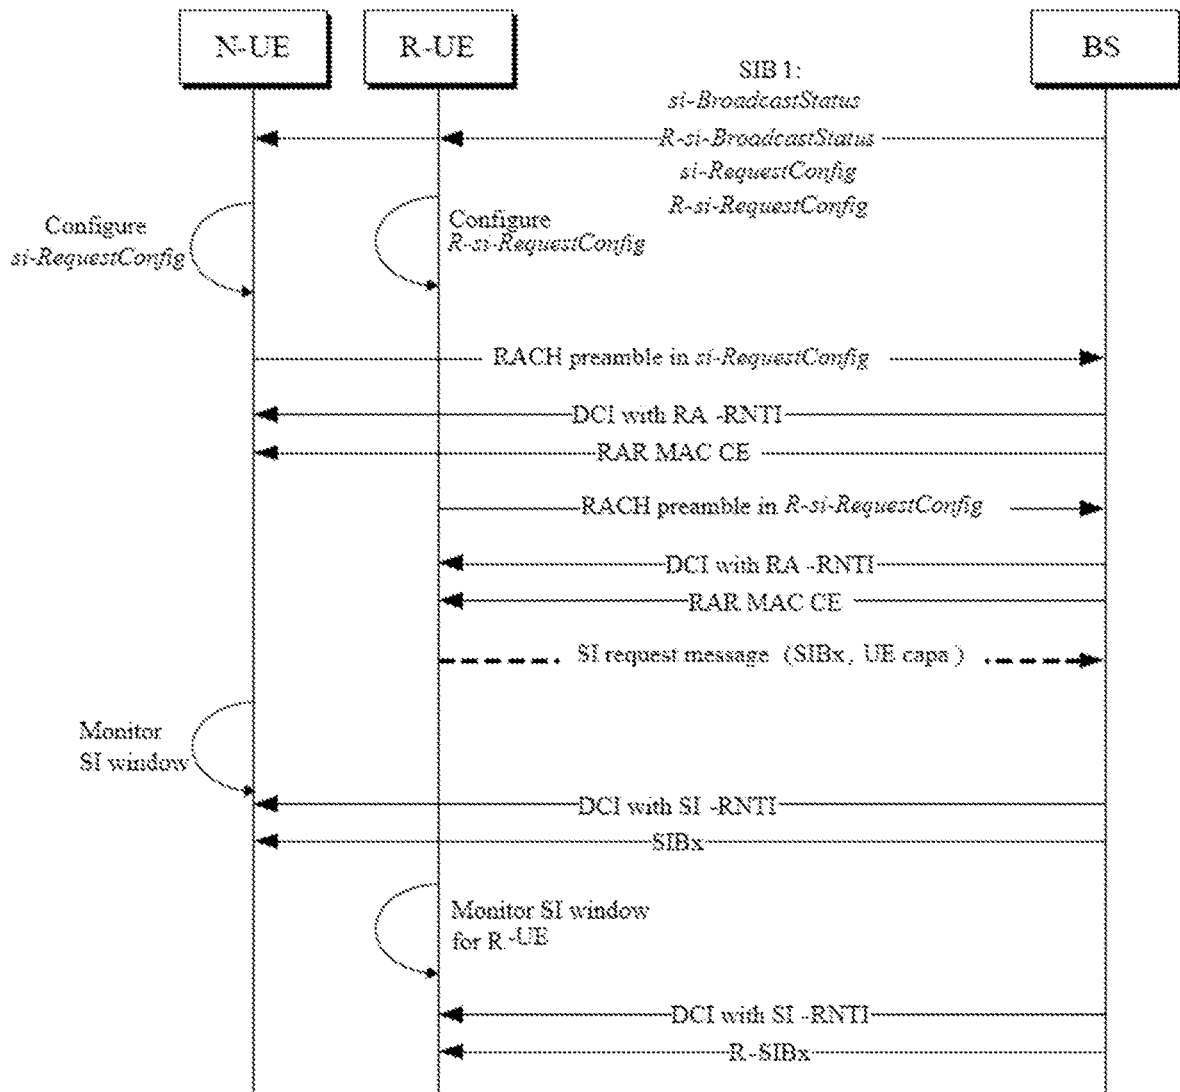 N-UE
R-UE
BS
SIB 1:
si-BroadcastStatus
R-si-BroadcastStatus
si-RequestConfig
R-si-RequestConfig
Configure
si-RequestConfig
Configure
R-si-RequestConfig
RACH preamble in si-RequestConfig
DCI with RA -RNTI
RAR MAC CE
RACH preamble in R-si-RequestConfig
DCI with RA -RNTI
RAR MAC CE
SI request message (SIBx, UE capa )
Monitor
SI window
DCI with SI -RNTI
SIBx
Monitor SI window
for R -UE
DCI with SI -RNTI
R-SIBx